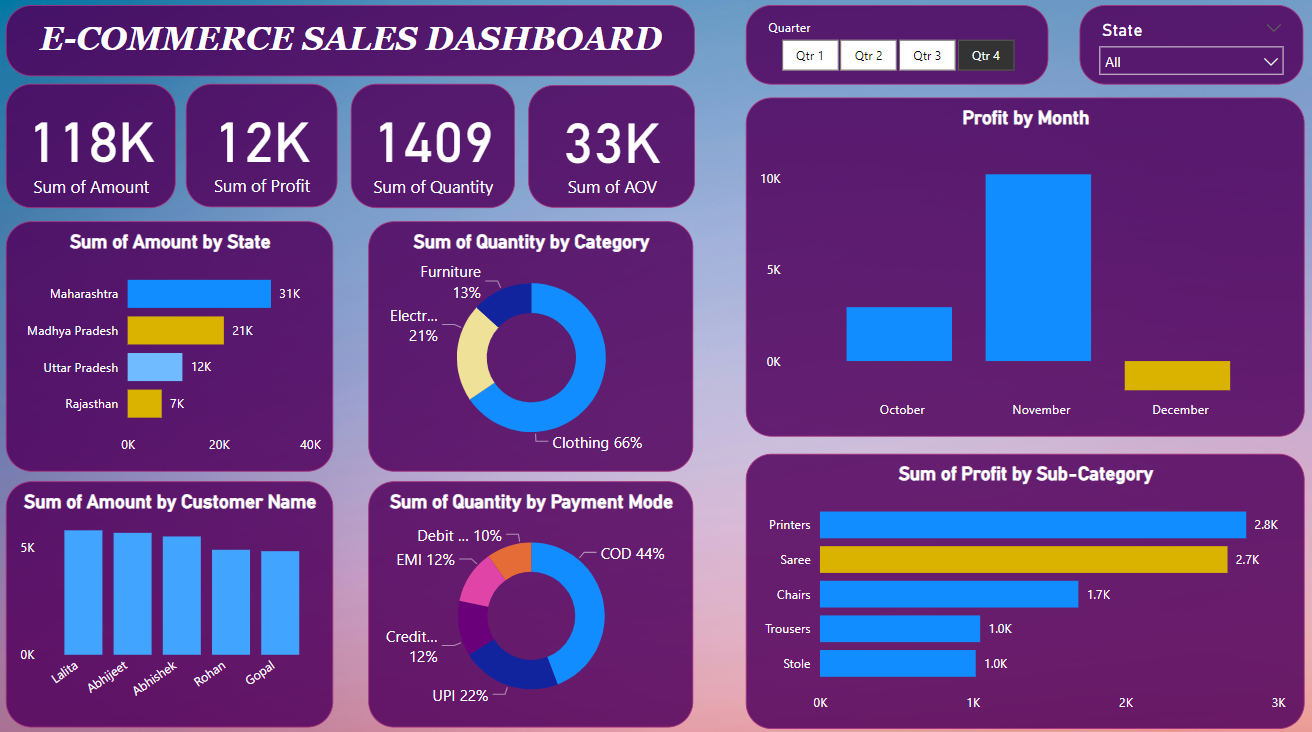 E-COMMERCE SALES DASHBOARD
Quarter
Qtr 1
Qtr 2
Qtr 3
Qtr 4
State
All
118K
Sum of Amount
12K
Sum of Profit
1409
Sum of Quantity
33K
Sum of AOV
Sum of Amount by State
Maharashtra 31K
Madhya Pradesh 21K
Uttar Pradesh 12K
Rajasthan 7K
0K 20K 40K
Sum of Quantity by Category
Furniture
13%
Electr...
21%
Clothing 66%
Profit by Month
10K
5K
0K
October November December
Sum of Amount by Customer Name
5K
0K
Lalita Abhijeet Abhishek Rohan Gopal
Sum of Quantity by Payment Mode
Debit ... 10%
COD 44%
EMI 12%
Credit...
12%
UPI 22%
Sum of Profit by Sub-Category
Printers 2.8K
Saree 2.7K
Chairs 1.7K
Trousers 1.0K
Stole 1.0K
0K 1K 2K 3K